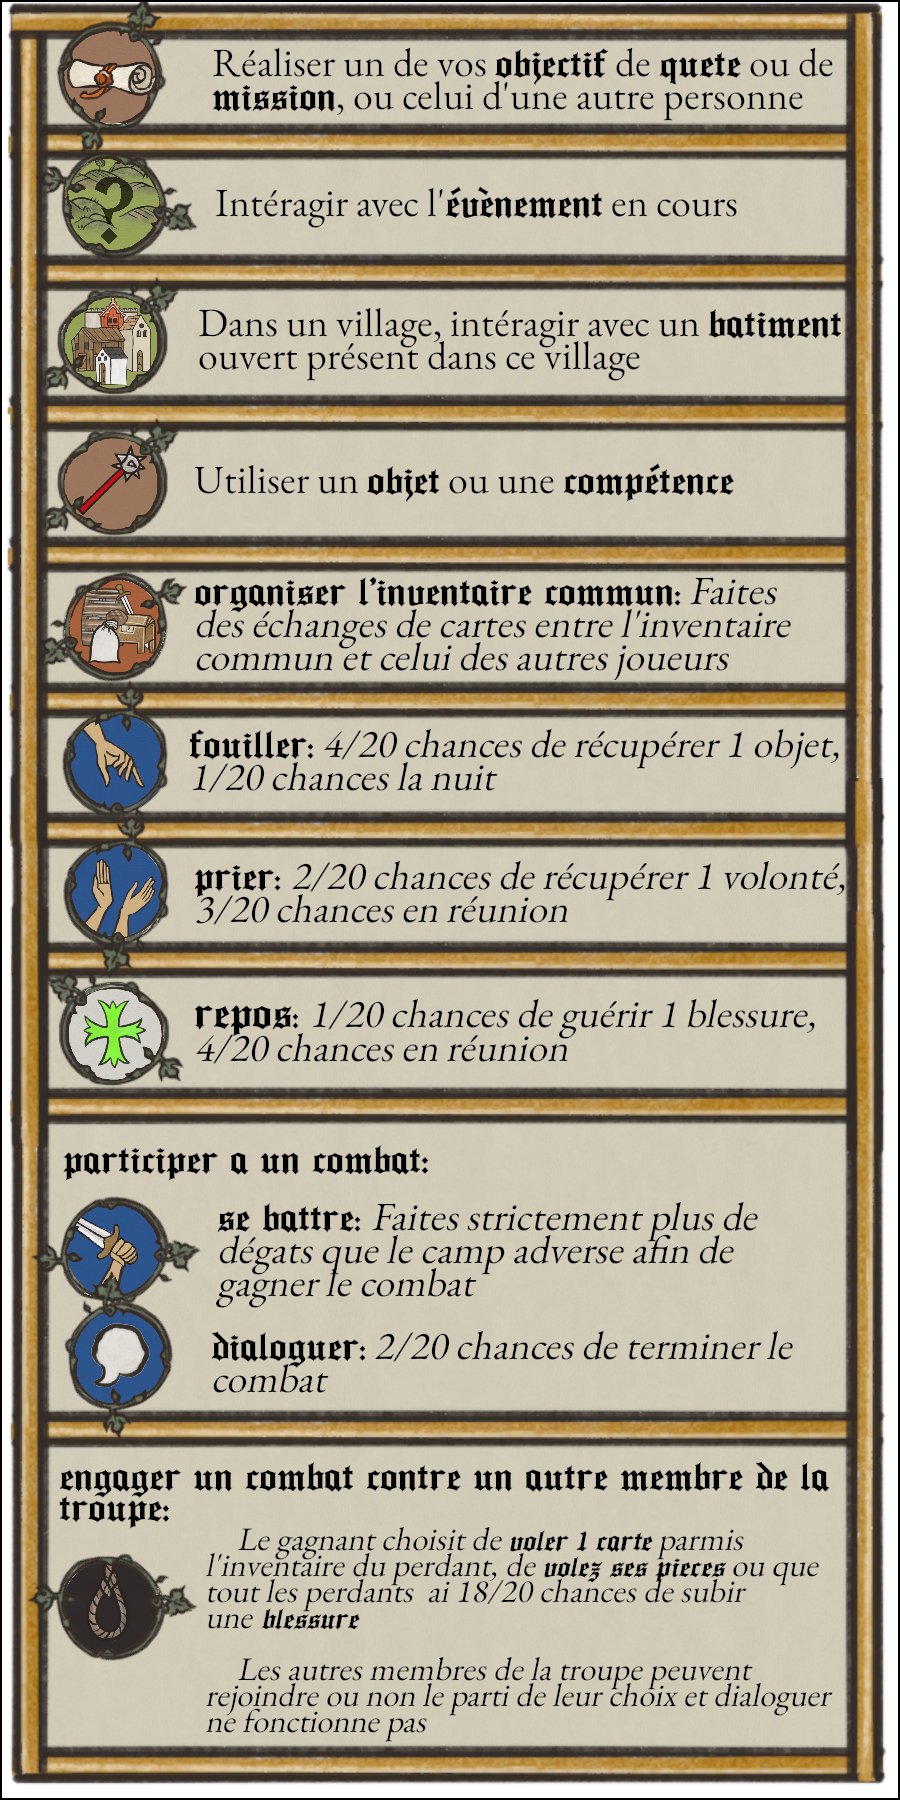 Réaliser un de vos objectif de quete ou de
mission, ou celui d'une autre personne
Intéragir avec l'évènement en cours
Dans un village, intéragir avec un batiment
ouvert présent dans ce village
Utiliser un objet ou une compétence
organiser l'inventaire commun: Faites
des échanges de cartes entre l'inventaire
commun et celui des autres joueurs
fouiller: 4/20 chances de récupérer 1 objet,
1/20 chances la nuit
prier: 2/20 chances de récupérer 1 volonté,
3/20 chances en réunion
repos: 1/20 chances de guérir 1 blessure,
4/20 chances en réunion
participer a un combat:
se battre: Faites strictement plus de
dégats que le camp adverse afin de
gagner le combat
dialoguer: 2/20 chances de terminer le
combat
engager un combat contre un autre membre de la
troupe:
Le gagnant choisit de voler 1 carte parmis
l'inventaire du perdant, de volez ses pieces ou que
tout les perdants ai 18/20 chances de subir
une blessure
Les autres membres de la troupe peuvent
rejoindre ou non le parti de leur choix et dialoguer
ne fonctionne pas